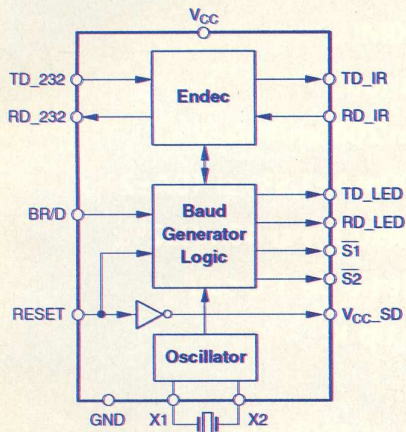 VCC
TD_232
Endec
TD_IR
RD_232
RD_IR
TD_LED
BR/D
Baud
Generator
Logic
RD_LED
S1
S2
RESET
VCC_SD
Oscillator
GND
X1
X2